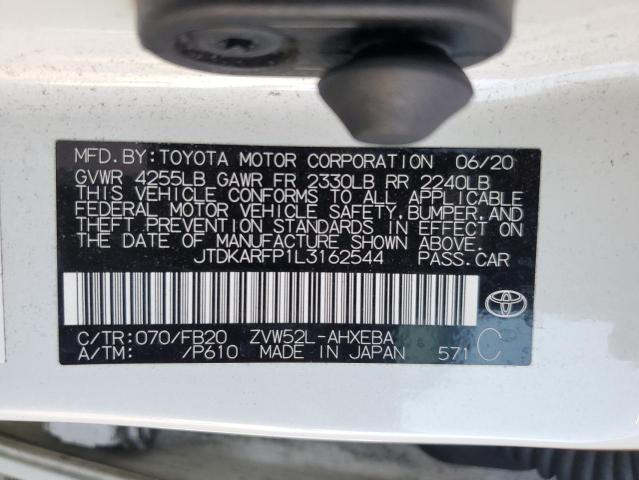 MFD.BY:TOYOTA MOTOR CORPORATION 06/20
GVWR 4255LB GAWR FR 2330LB RR 2240LB
THIS VEHICLE CONFORMS TO ALL APPLICABLE
FEDERAL MOTOR VEHICLE SAFETY,BUMPER,AND
THEFT PREVENTION STANDARDS IN EFFECT ON
THE DATE OF MANUFACTURE SHOWN ABOVE.
JTDKARFP1L3162544 PASS.CAR
C/TR:070/FB20 ZVW52L-AHXEBA
A/TM: /P610 MADE IN JAPAN 571 C